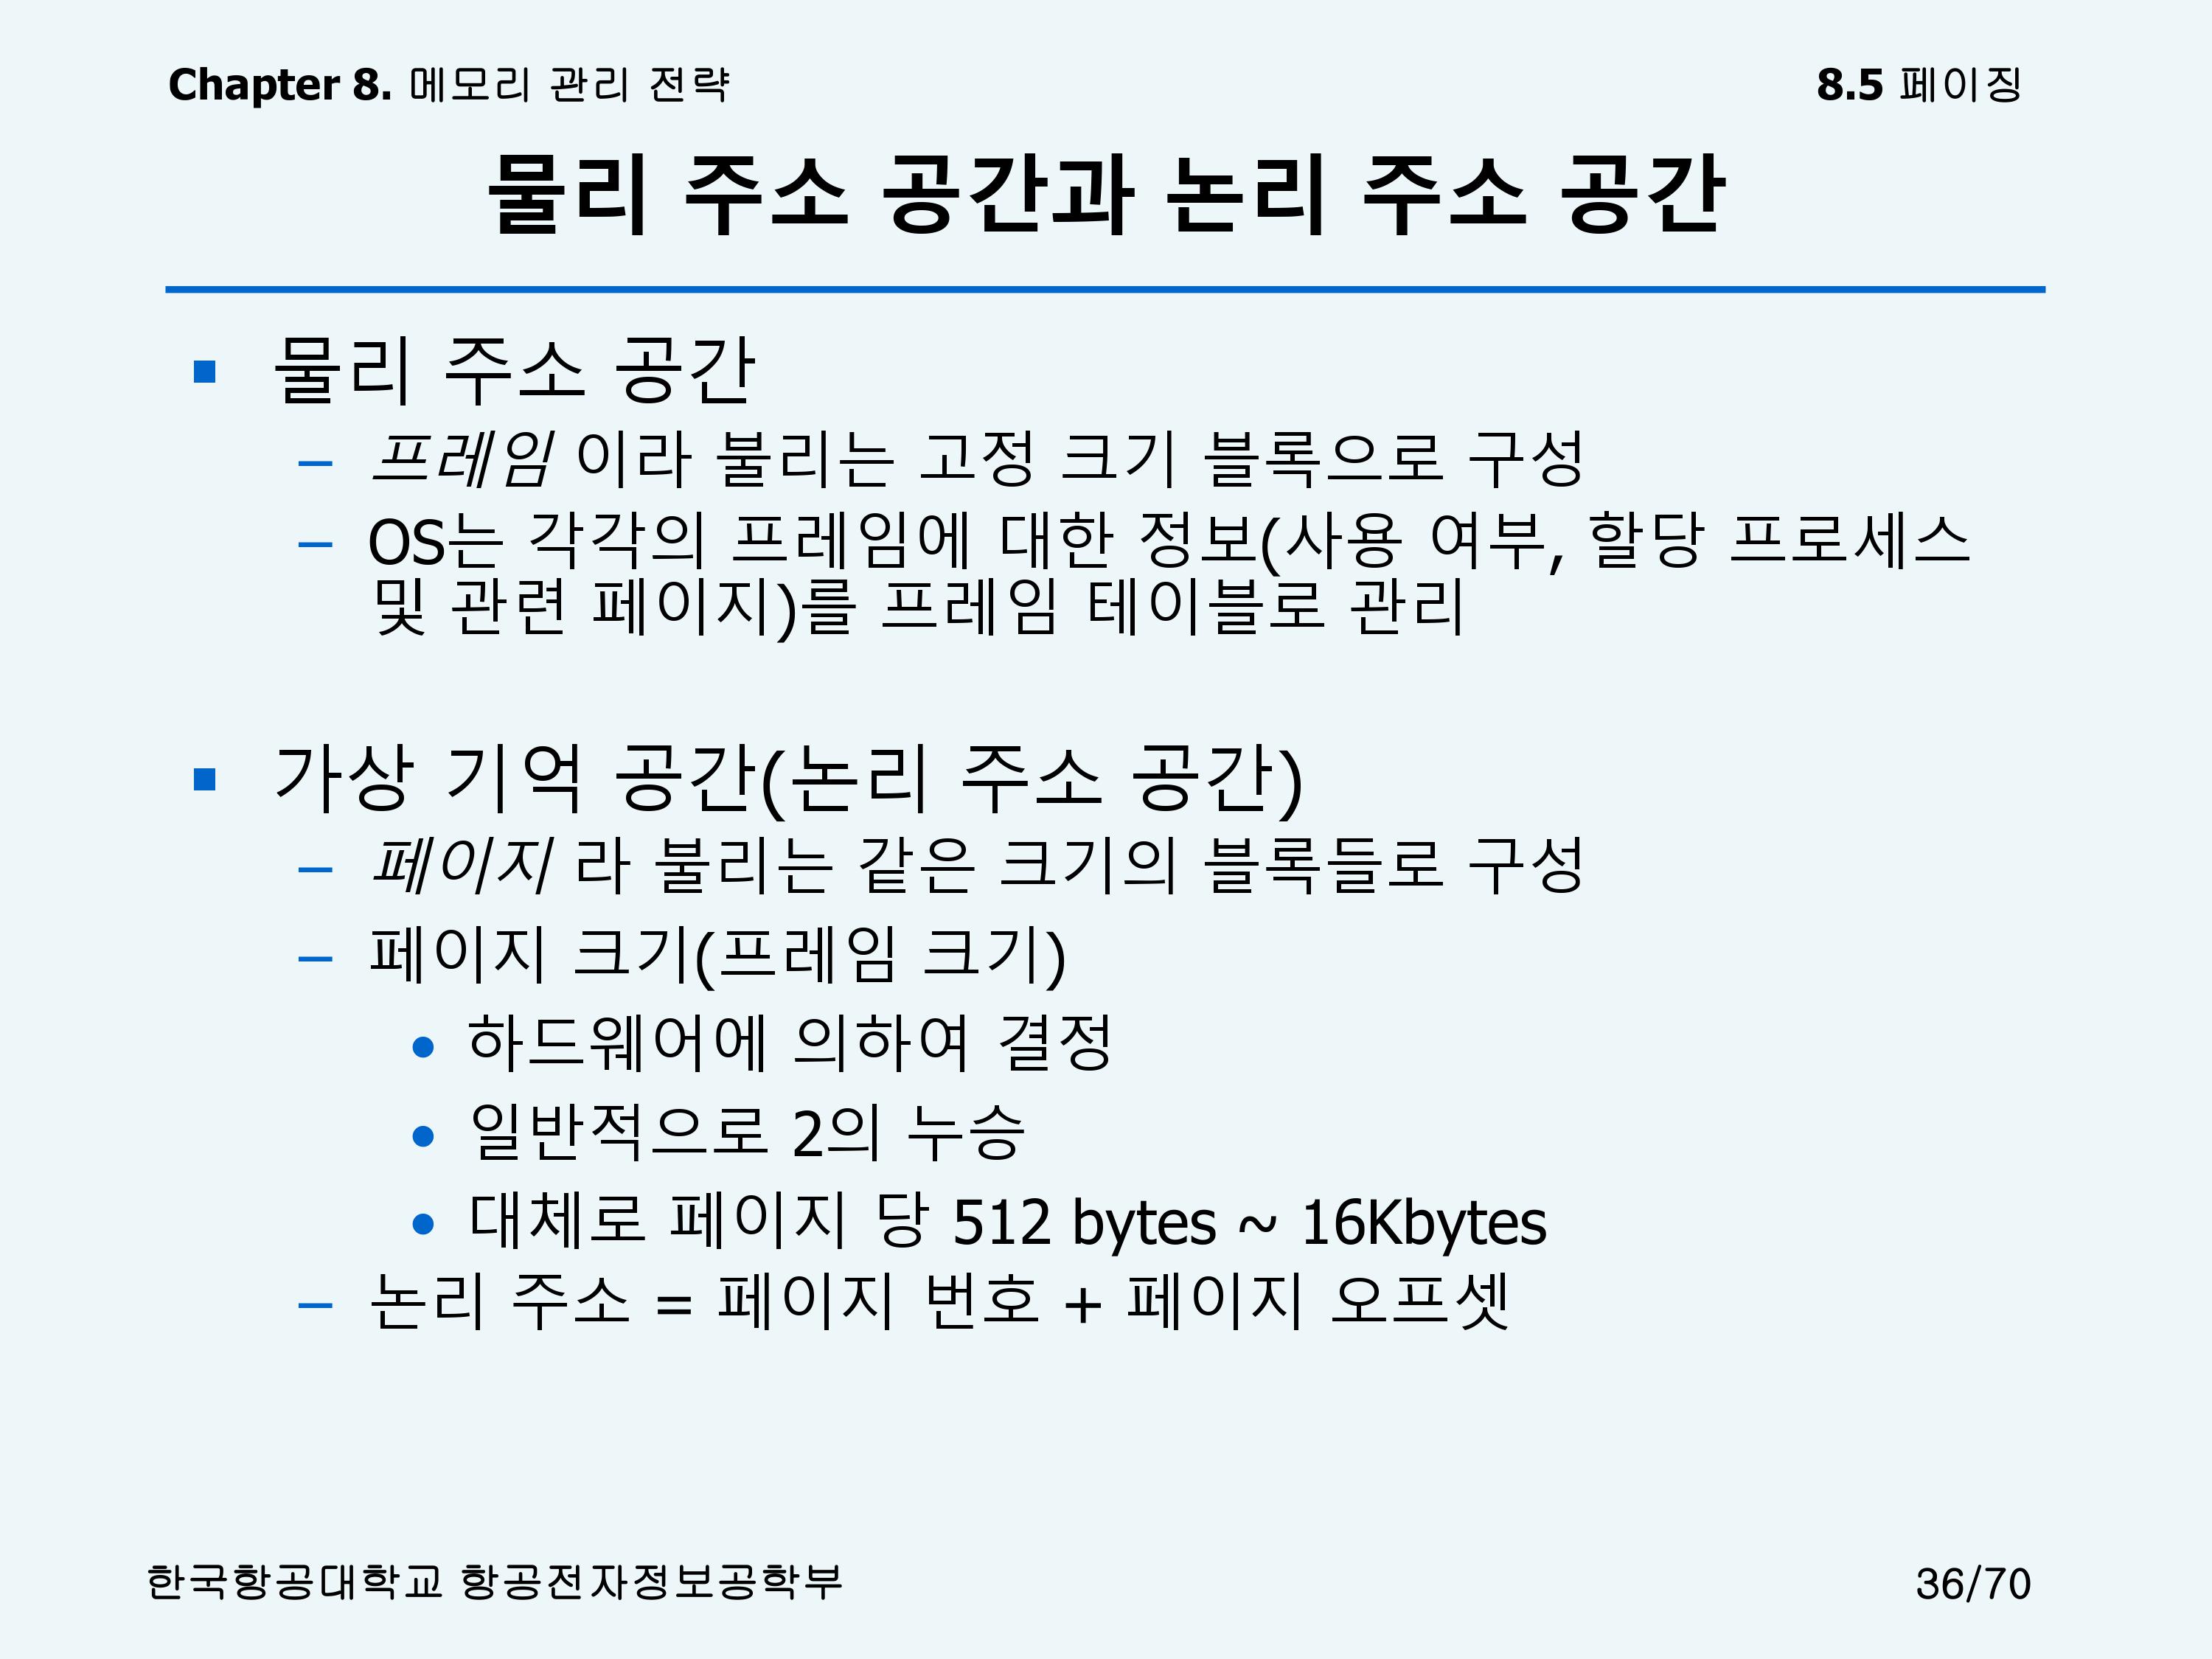 Chapter 8. 메모리 관리 전략
8.5 페이징
물리 주소 공간과 논리 주소 공간
■ 물리 주소 공간
– 프레임 이라 불리는 고정 크기 블록으로 구성
– OS는 각각의 프레임에 대한 정보(사용 여부, 할당 프로세스
및 관련 페이지)를 프레임 테이블로 관리
■ 가상 기억 공간(논리 주소 공간)
– 페이지 라 불리는 같은 크기의 블록들로 구성
– 페이지 크기(프레임 크기)
• 하드웨어에 의하여 결정
• 일반적으로 2의 누승
• 대체로 페이지 당 512 bytes ~ 16Kbytes
– 논리 주소 = 페이지 번호 + 페이지 오프셋
한국항공대학교 항공전자정보공학부
36/70